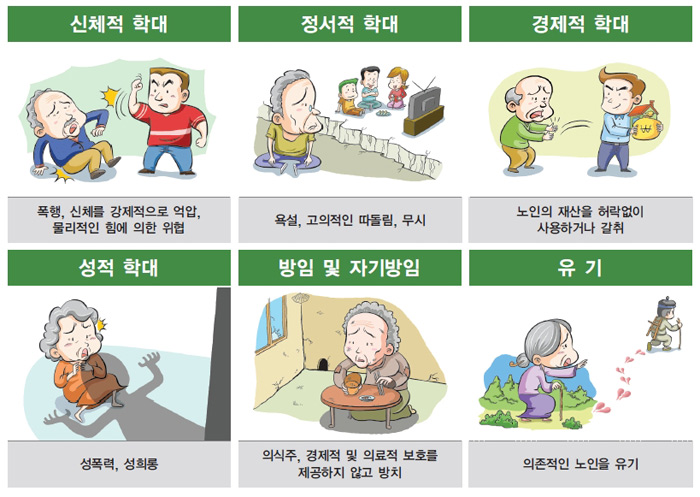 신체적 학대
정서적 학대
경제적 학대
폭행, 신체를 강제적으로 억압,
물리적인 힘에 의한 위협
욕설, 고의적인 따돌림, 무시
노인의 재산을 허락없이
사용하거나 갈취
성적 학대
방임 및 자기방임
유 기
성폭력, 성희롱
의식주, 경제적 및 의료적 보호를
제공하지 않고 방치
의존적인 노인을 유기